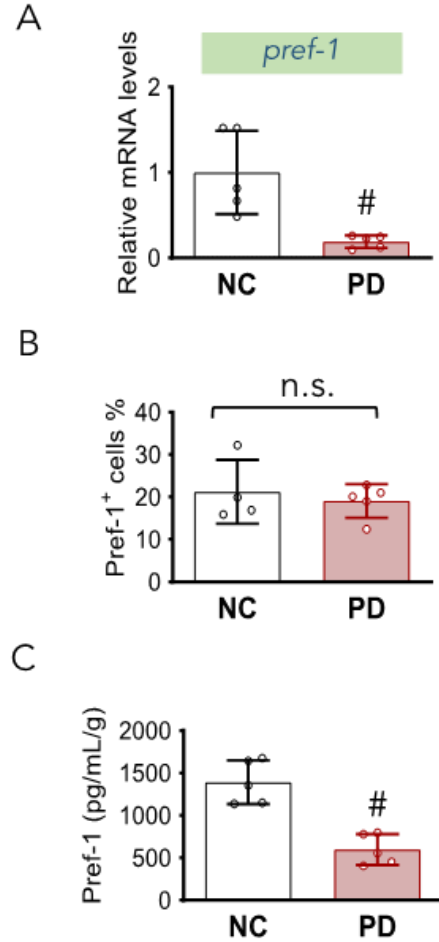 A
pref-1
Relative mRNA levels
2
1
0
#
NC PD
B
n.s.
Pref-1+ cells %
40
30
20
10
0
NC PD
C
Pref-1 (pg/mL/g)
2000
1500
1000
500
0
#
NC PD